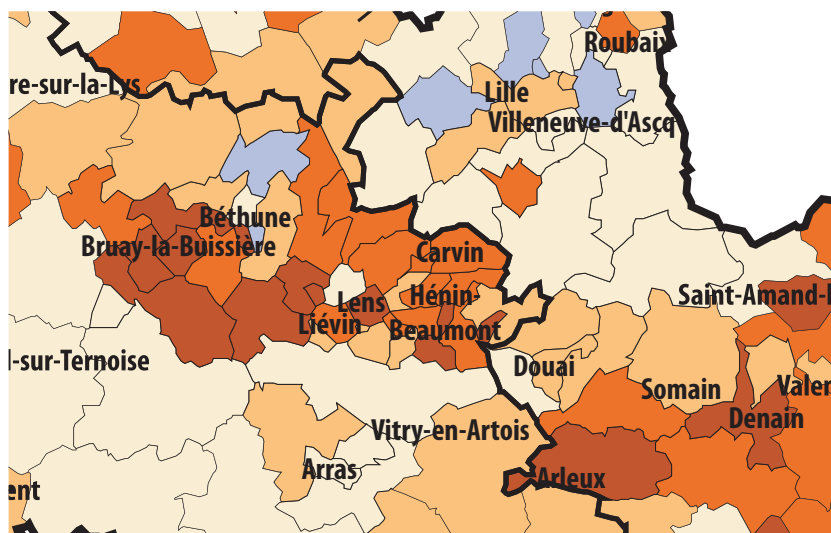 Roubaix
re-sur-la-Lys
Lille
Villeneuve-d'Ascq
Béthune
Bruay-la-Buissière
Carvin
Saint-Amand-l
Lens
Hénin-
Beaumont
Liévin
l-sur-Ternoise
Douai
Somain
Valen
Denain
Vitry-en-Artois
Arras
Arleux
ent